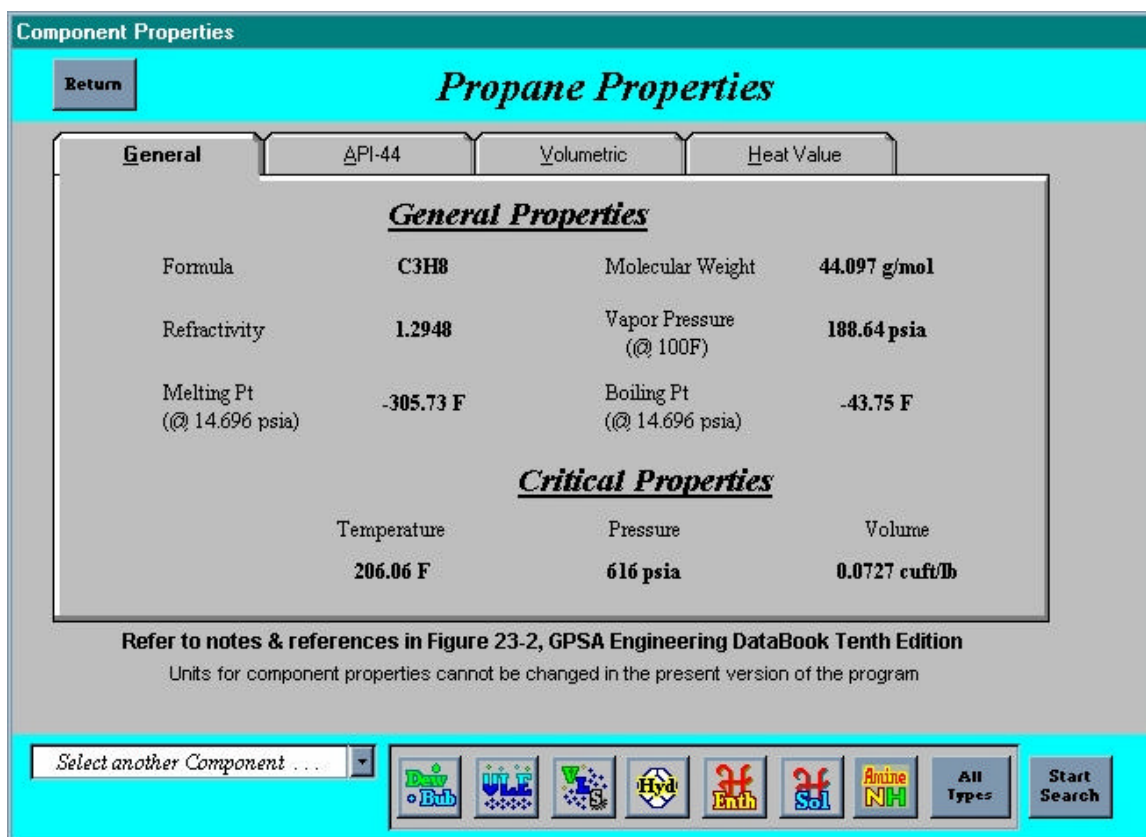 Component Properties
Return
Propane Properties
General
API-44
Volumetric
Heat Value
General Properties
Formula C3H8 Molecular Weight 44.097 g/mol
Refractivity 1.2948 Vapor Pressure 188.64 psia
(@ 100F)
Melting Pt -305.73 F Boiling Pt -43.75 F
(@ 14.696 psia) (@ 14.696 psia)
Critical Properties
Temperature Pressure Volume
206.06 F 616 psia 0.0727 cuft/lb
Refer to notes & references in Figure 23-2, GPSA Engineering DataBook Tenth Edition
Units for component properties cannot be changed in the present version of the program
Select another Component . . .
Dew
Bub
VLE
VLS
Hyd
H
Enth
H
Sol
Amine
NH
All
Types
Start
Search